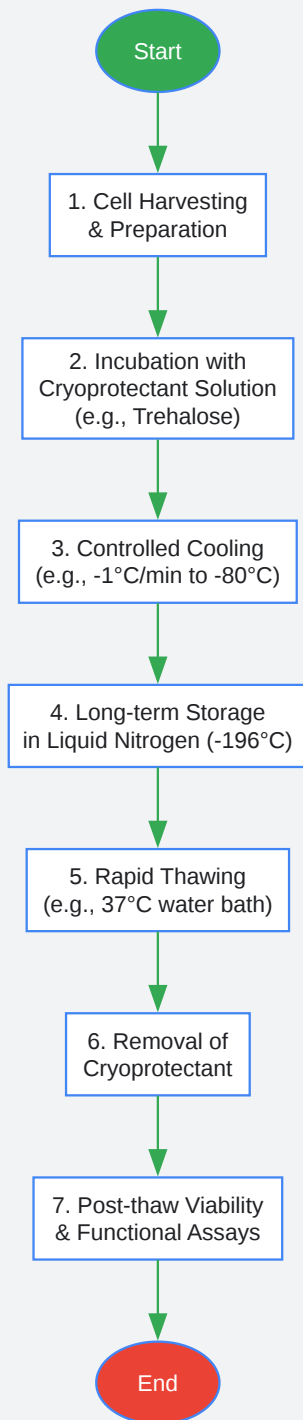 Start
1. Cell Harvesting
& Preparation
2. Incubation with
Cryoprotectant Solution
(e.g., Trehalose)
3. Controlled Cooling
(e.g., -1°C/min to -80°C)
4. Long-term Storage
in Liquid Nitrogen (-196°C)
5. Rapid Thawing
(e.g., 37°C water bath)
6. Removal of
Cryoprotectant
7. Post-thaw Viability
& Functional Assays
End